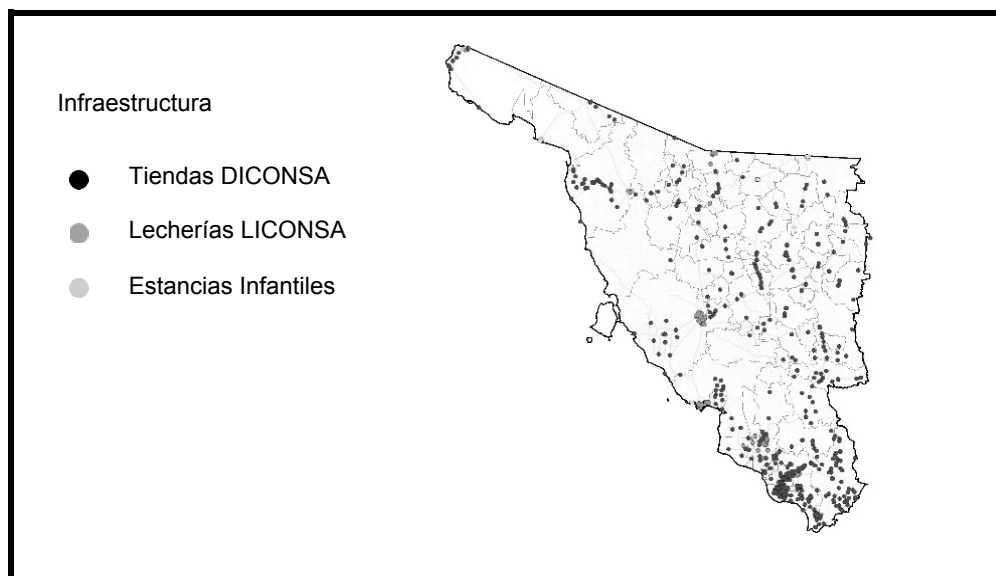 Infraestructura
Tiendas DICONSA
Lecherías LICONSA
Estancias Infantiles